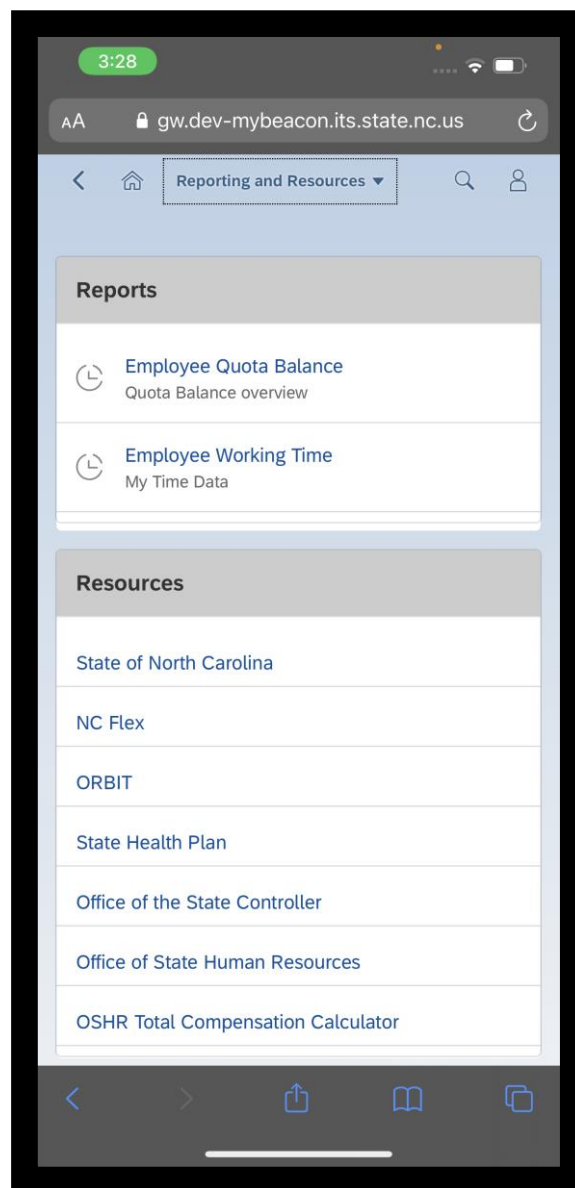 3:28
AA gw.dev-mybeacon.its.state.nc.us
Reporting and Resources
Reports
Employee Quota Balance
Quota Balance overview
Employee Working Time
My Time Data
Resources
State of North Carolina
NC Flex
ORBIT
State Health Plan
Office of the State Controller
Office of State Human Resources
OSHR Total Compensation Calculator